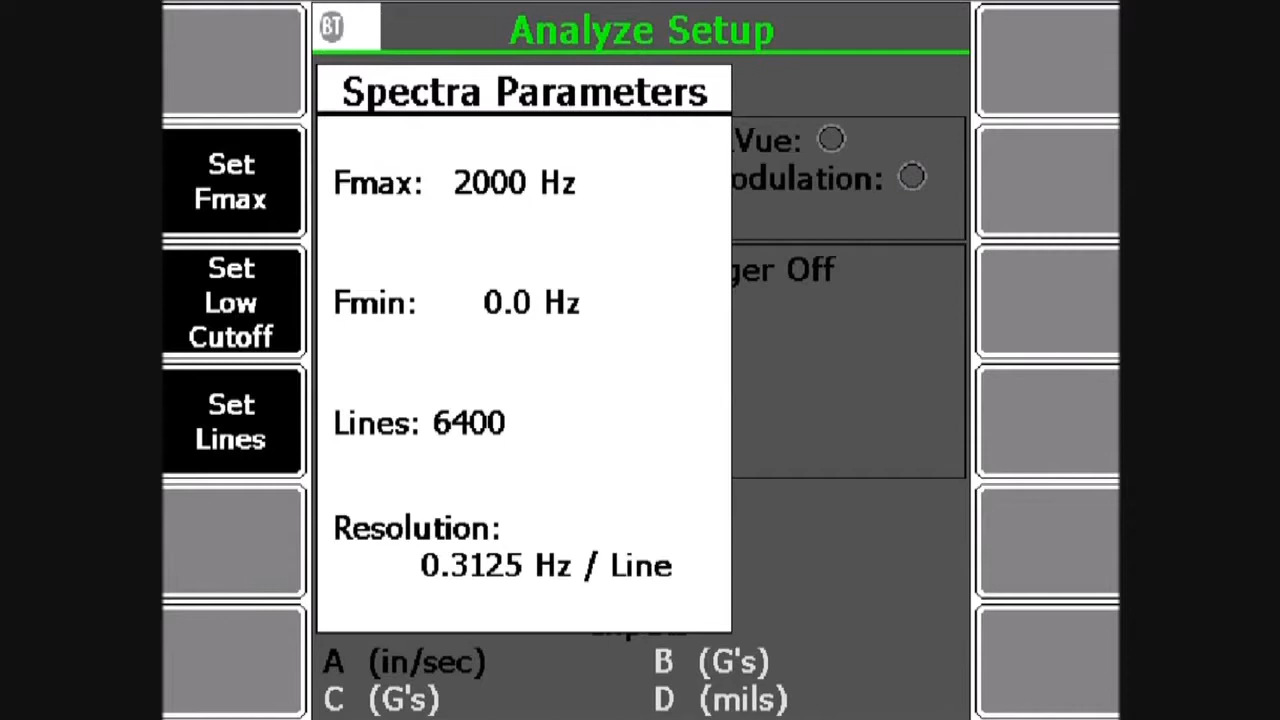 BT
Analyze Setup
Spectra Parameters
Set
Fmax
Fmax: 2000 Hz
Set
Low
Cutoff
Fmin: 0.0 Hz
Set
Lines
Lines: 6400
Resolution:
0.3125 Hz / Line
Vue:
odulation:
ger Off
A (in/sec)
B (G's)
C (G's)
D (mils)